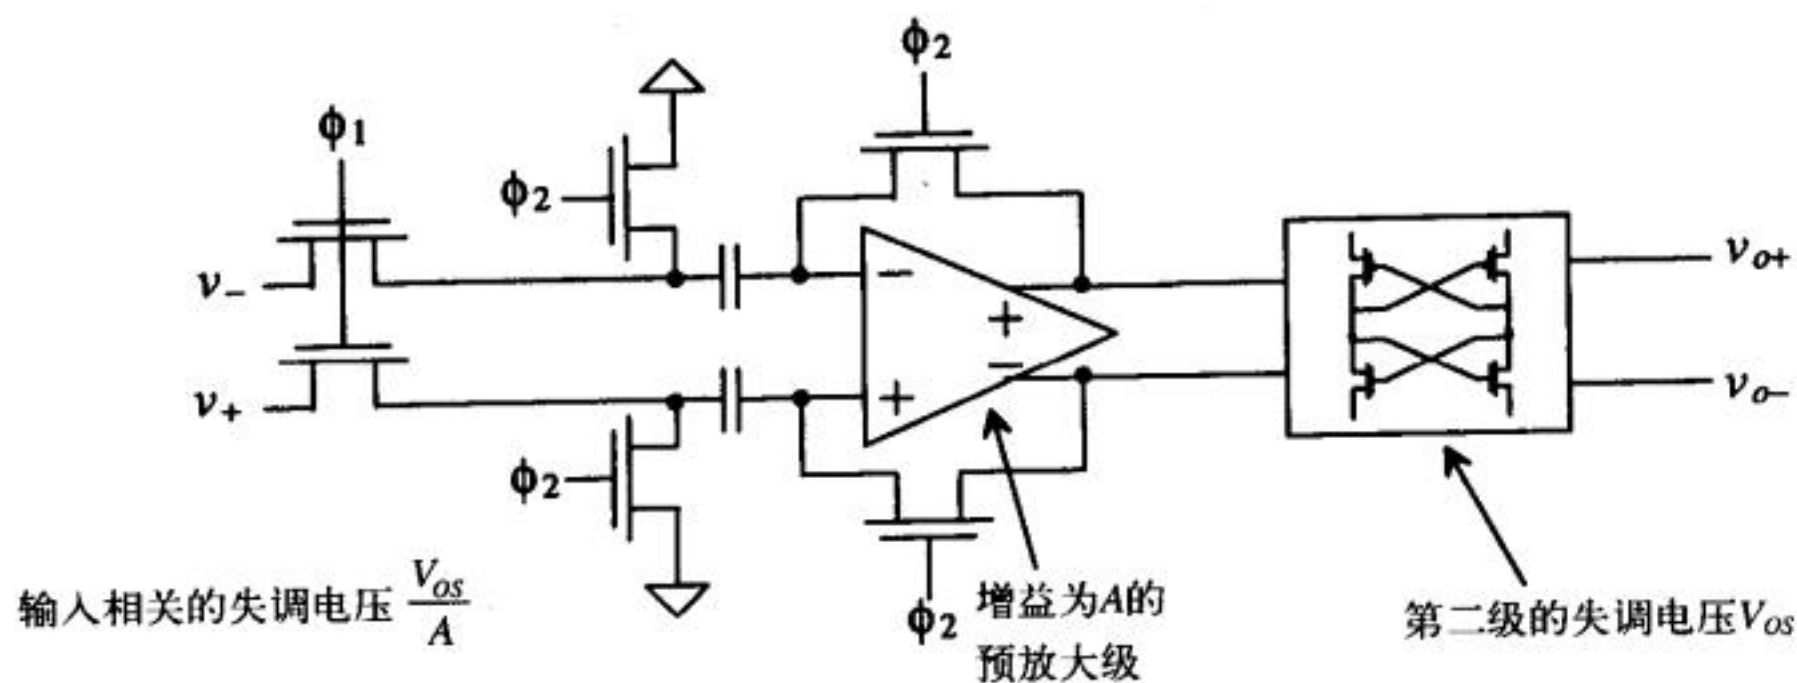 ϕ2
ϕ1
ϕ2
v−
−
+
−
vo+
v+
+
vo−
ϕ2
ϕ2
输入相关的失调电压 VOS/A
增益为A的
预放大级
第二级的失调电压VOS